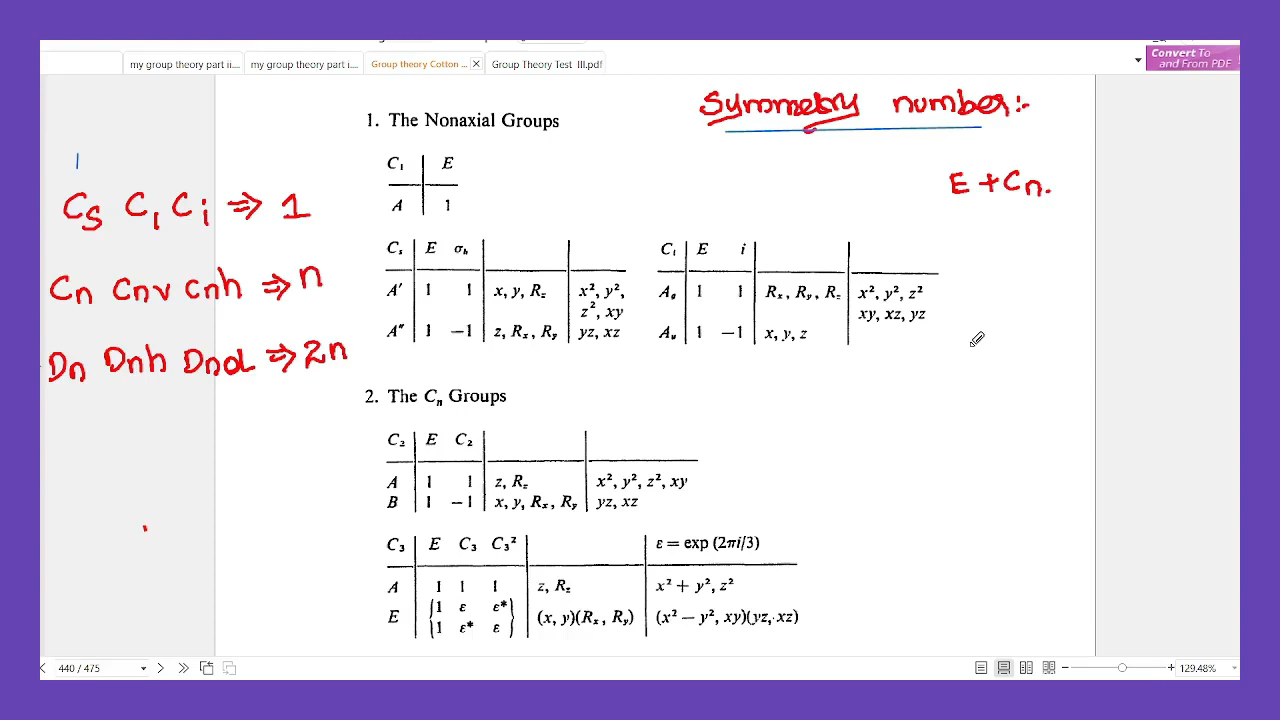 Convert To
and From PDF
my group theory part ii...
my group theory part i...
Group theory Cotton ...
Group Theory Test III.pdf
Symmetry number:-
1. The Nonaxial Groups
E + Cn.
C1 E
A 1
Cs C1 Ci ⇒ 1
Cs E σh
A′ 1 1 x, y, Rz x², y²,
z², xy
A″ 1 −1 z, Rx, Ry yz, xz
Ci E i
Ag 1 1 Rx, Ry, Rz x², y², z²
xy, xz, yz
Au 1 −1 x, y, z
Cn Cnv Cnh ⇒ n
Dn Dnh Dnd ⇒ 2n
2. The Cn Groups
C2 E C2
A 1 1 z, Rz x², y², z², xy
B 1 −1 x, y, Rx, Ry yz, xz
C3 E C3 C3² ε = exp (2πi/3)
A 1 1 1 z, Rz x² + y², z²
E {1 ε ε*} (x, y)(Rx, Ry) (x² − y², xy)(yz, xz)
{1 ε* ε}
440 / 475
129.48%